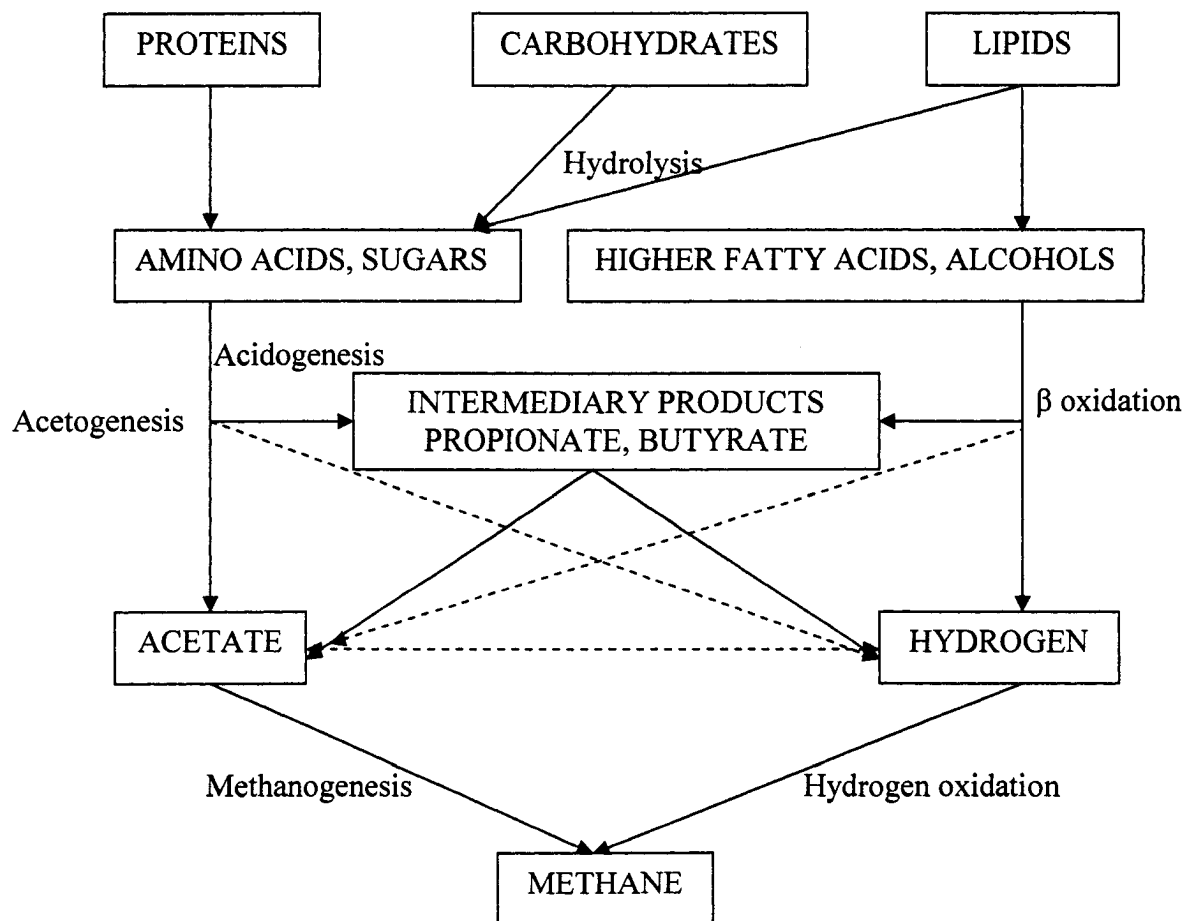 PROTEINS
CARBOHYDRATES
LIPIDS
Hydrolysis
AMINO ACIDS, SUGARS
HIGHER FATTY ACIDS, ALCOHOLS
Acidogenesis
Acetogenesis
INTERMEDIARY PRODUCTS
PROPIONATE, BUTYRATE
β oxidation
ACETATE
HYDROGEN
Methanogenesis
Hydrogen oxidation
METHANE